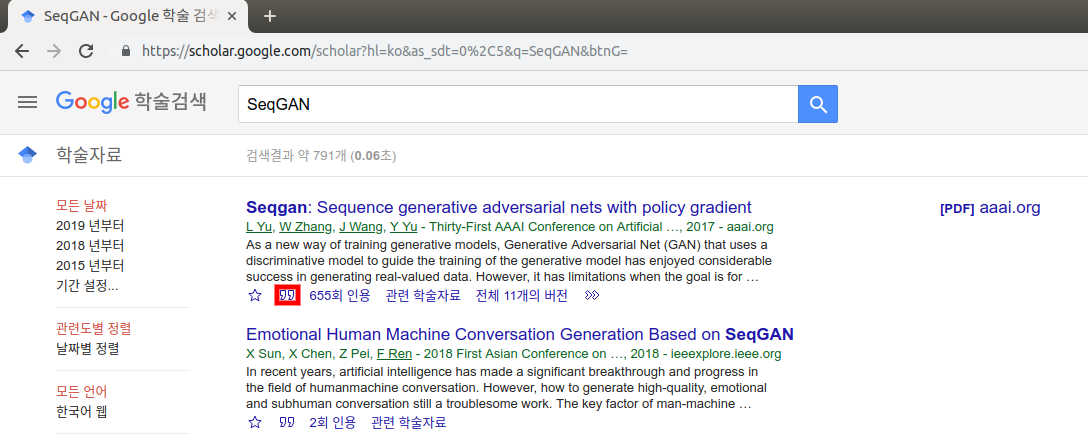 SeqGAN - Google 학술 검색
https://scholar.google.com/scholar?hl=ko&as_sdt=0%2C5&q=SeqGAN&btnG=
Google 학술검색
SeqGAN
학술자료
검색결과 약 791개 (0.06초)
모든 날짜
2019 년부터
2018 년부터
2015 년부터
기간 설정...
관련도별 정렬
날짜별 정렬
모든 언어
한국어 웹
Seqgan: Sequence generative adversarial nets with policy gradient
L Yu, W Zhang, J Wang, Y Yu - Thirty-First AAAI Conference on Artificial …, 2017 - aaai.org
As a new way of training generative models, Generative Adversarial Net (GAN) that uses a
discriminative model to guide the training of the generative model has enjoyed considerable
success in generating real-valued data. However, it has limitations when the goal is for …
655회 인용 관련 학술자료 전체 11개의 버전
[PDF] aaai.org
Emotional Human Machine Conversation Generation Based on SeqGAN
X Sun, X Chen, Z Pei, F Ren - 2018 First Asian Conference on …, 2018 - ieeexplore.ieee.org
In recent years, artificial intelligence has made a significant breakthrough and progress in
the field of humanmachine conversation. However, how to generate high-quality, emotional
and subhuman conversation still a troublesome work. The key factor of man-machine …
2회 인용 관련 학술자료